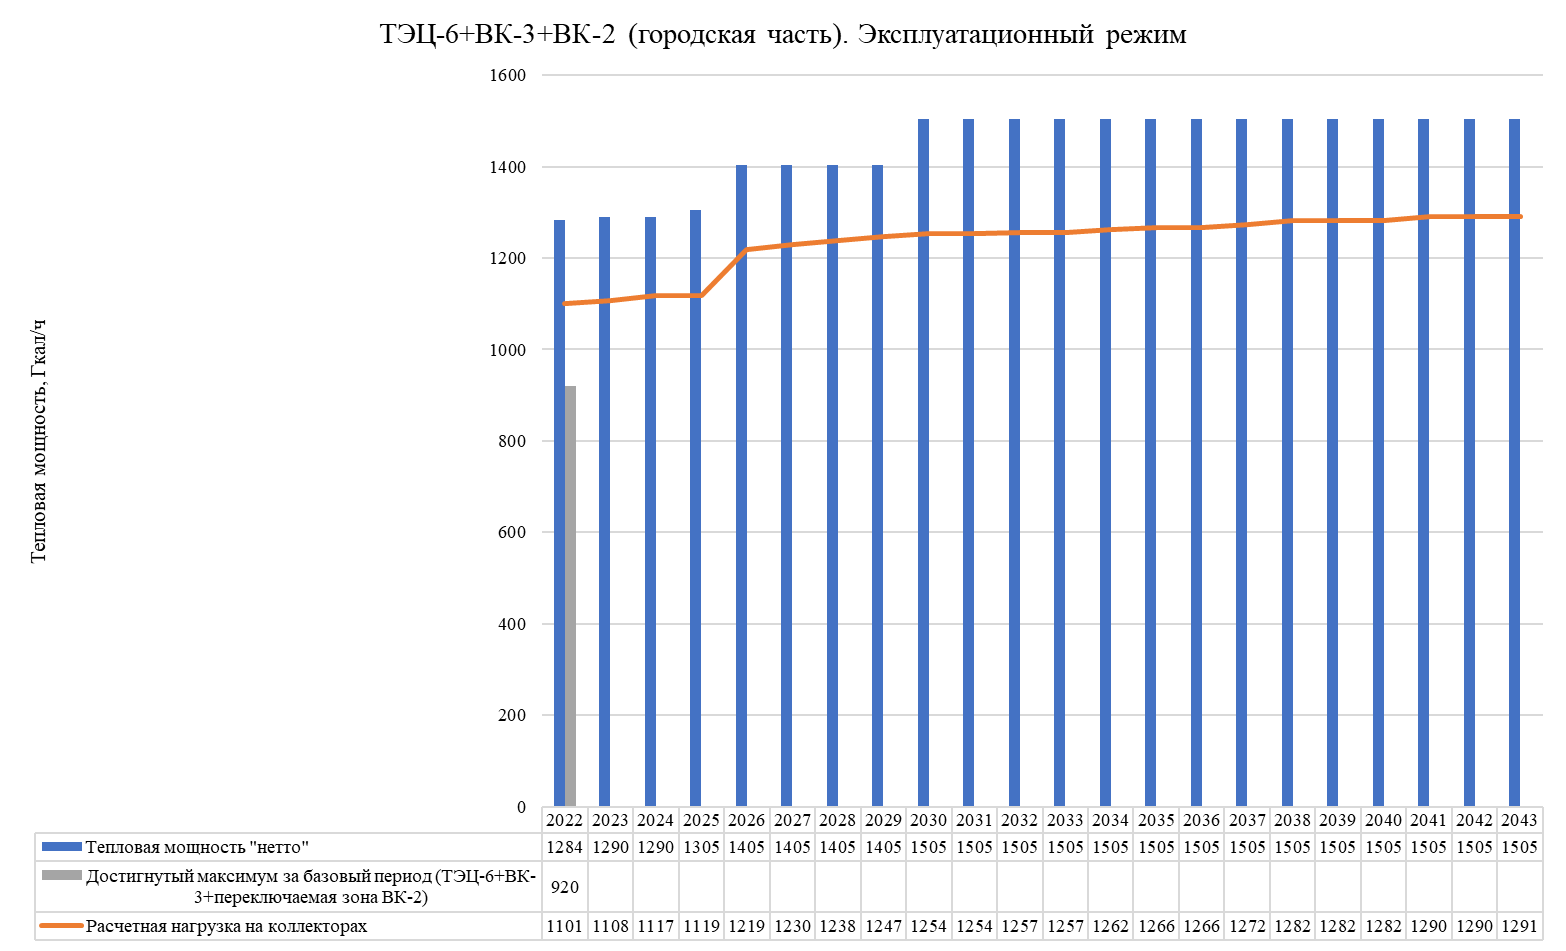 ТЭЦ-6+ВК-3+ВК-2 (городская часть). Эксплуатационный режим
Тепловая мощность, Гкал/ч
1600
1400
1200
1000
800
600
400
200
0
2022 2023 2024 2025 2026 2027 2028 2029 2030 2031 2032 2033 2034 2035 2036 2037 2038 2039 2040 2041 2042 2043
Тепловая мощность "нетто" 1284 1290 1290 1305 1405 1405 1405 1405 1505 1505 1505 1505 1505 1505 1505 1505 1505 1505 1505 1505 1505 1505
Достигнутый максимум за базовый период (ТЭЦ-6+ВК-
3+переключаемая зона ВК-2) 920
Расчетная нагрузка на коллекторах 1101 1108 1117 1119 1219 1230 1238 1247 1254 1254 1257 1257 1262 1266 1266 1272 1282 1282 1282 1290 1290 1291